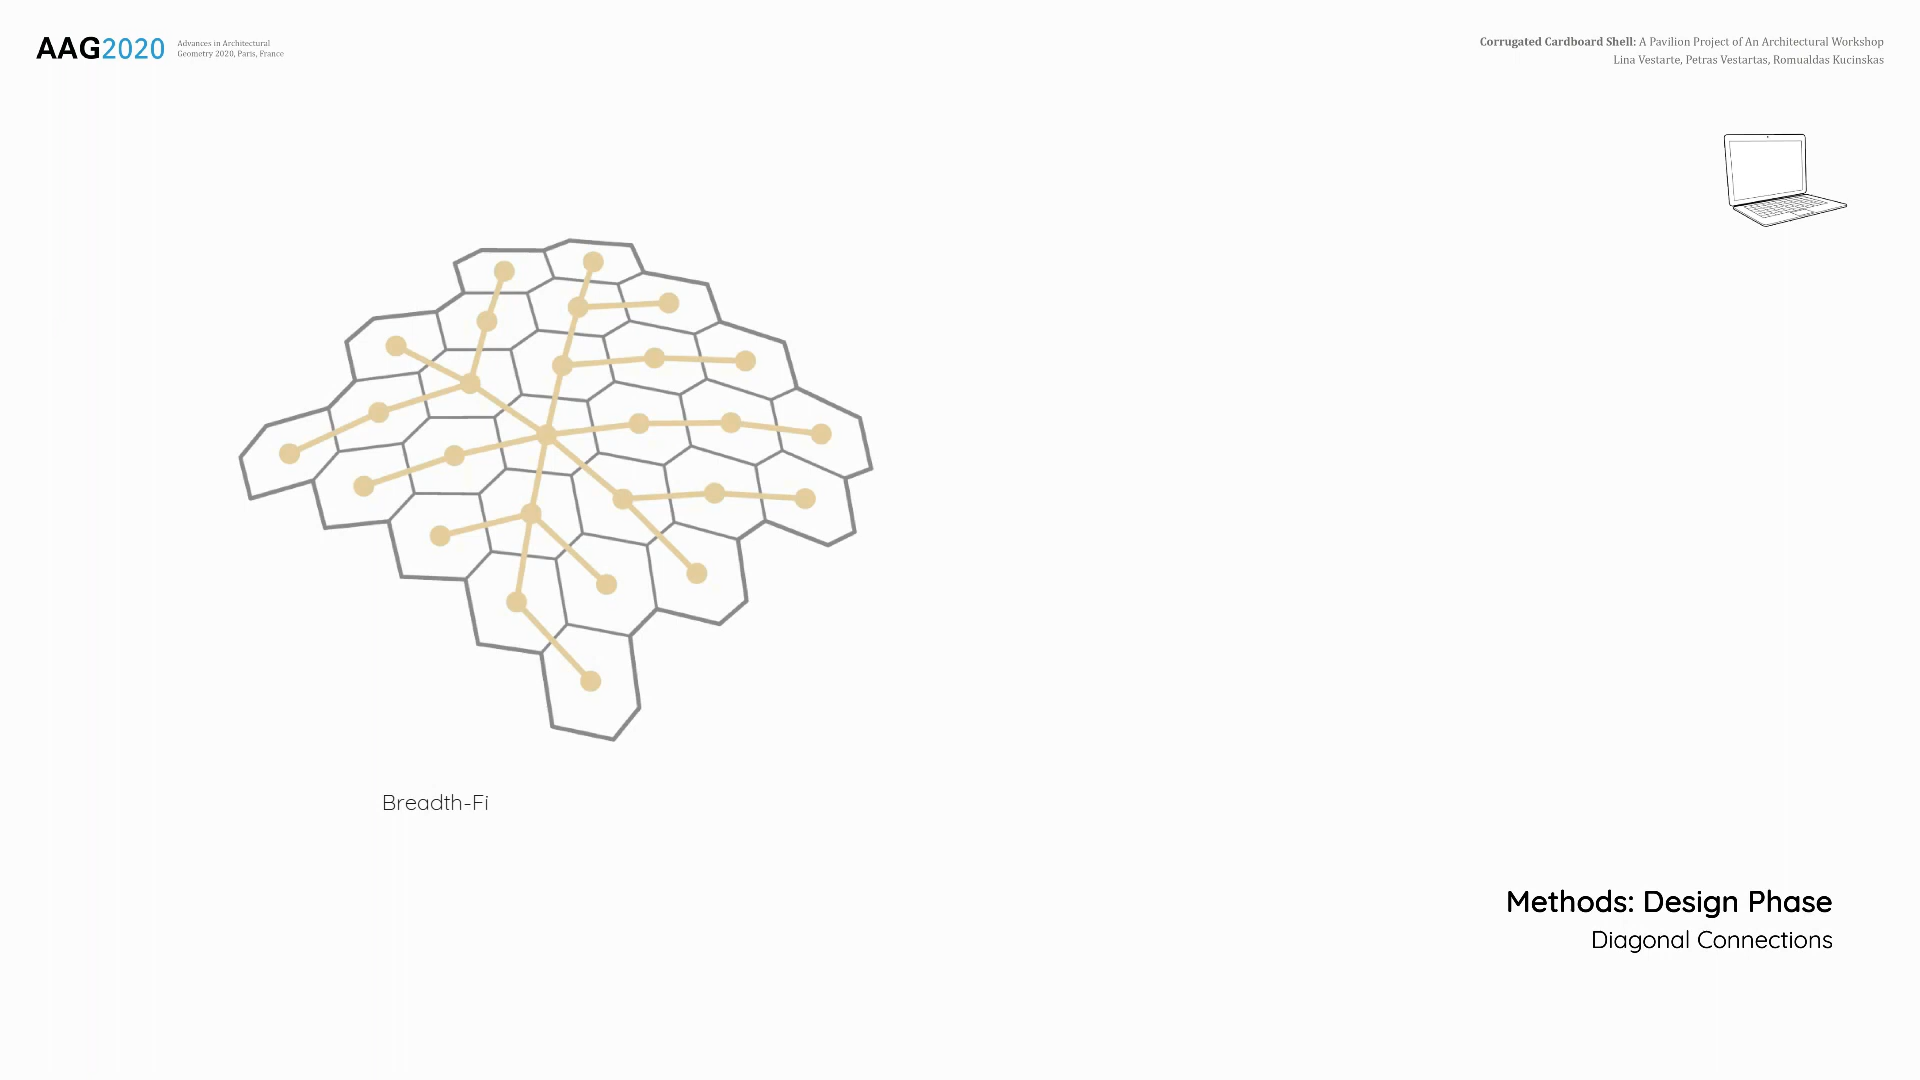 AAG2020
Advances in Architectural
Geometry 2020, Paris, France
Corrugated Cardboard Shell: A Pavilion Project of An Architectural Workshop
Lina Vestarte, Petras Vestartas, Romualdas Kucinskas
Breadth-Fi
Methods: Design Phase
Diagonal Connections